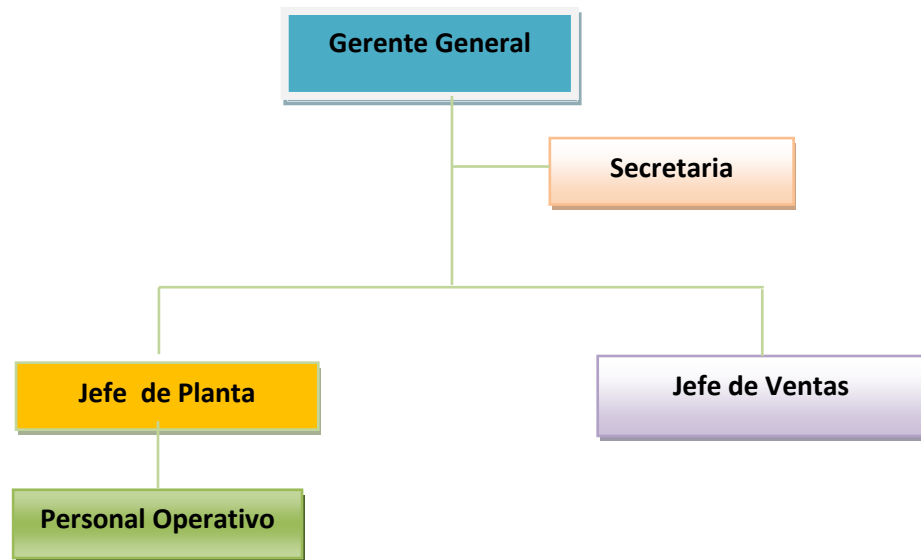 Gerente General
Secretaria
Jefe de Planta
Jefe de Ventas
Personal Operativo